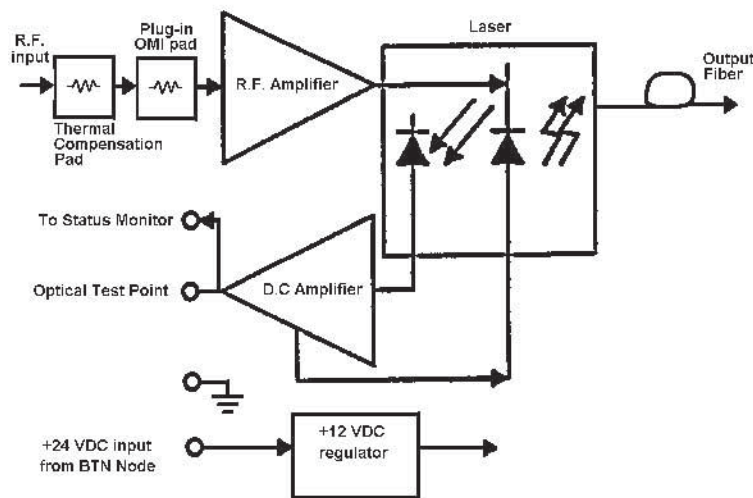 R.F.
input
Plug-in
OMI pad
Thermal
Compensation
Pad
R.F. Amplifier
Laser
Output
Fiber
To Status Monitor
Optical Test Point
D.C Amplifier
+24 VDC input
from BTN Node
+12 VDC
regulator